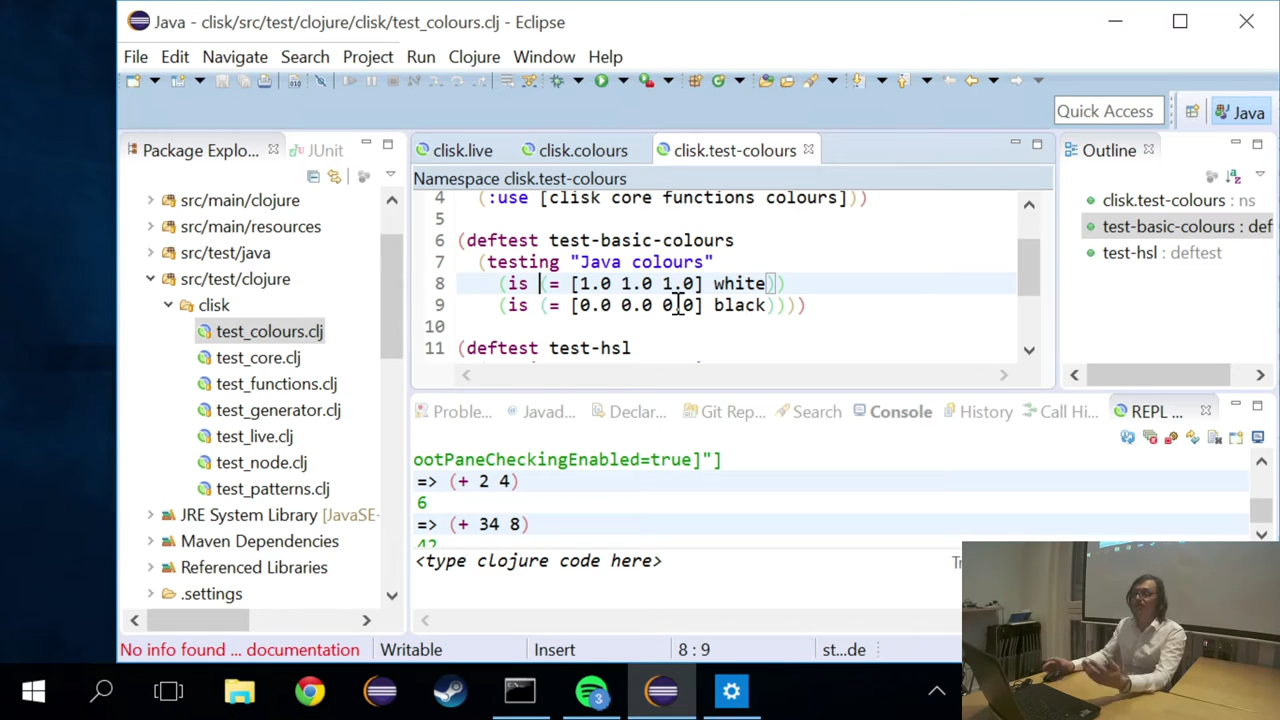 Java - clisk/src/test/clojure/clisk/test_colours.clj - Eclipse
File Edit Navigate Search Project Run Clojure Window Help
Quick Access
Java
Package Explo...
JUnit
src/main/clojure
src/main/resources
src/test/java
src/test/clojure
clisk
test_colours.clj
test_core.clj
test_functions.clj
test_generator.clj
test_live.clj
test_node.clj
test_patterns.clj
JRE System Library [JavaSE-
Maven Dependencies
Referenced Libraries
.settings
clisk.live
clisk.colours
clisk.test-colours
Namespace clisk.test-colours
4 (:use [clisk core functions colours]))
5
6 (deftest test-basic-colours
7 (testing "Java colours"
8 (is (= [1.0 1.0 1.0] white))
9 (is (= [0.0 0.0 0.0] black))))
10
11 (deftest test-hsl
Outline
clisk.test-colours : ns
test-basic-colours : def
test-hsl : deftest
Proble... Javad... Declar... Git Rep... Search Console History Call Hi... REPL ...
ootPaneCheckingEnabled=true]"]
=> (+ 2 4)
6
=> (+ 34 8)
42
<type clojure code here>
No info found ... documentation
Writable
Insert
8 : 9
st...de
3